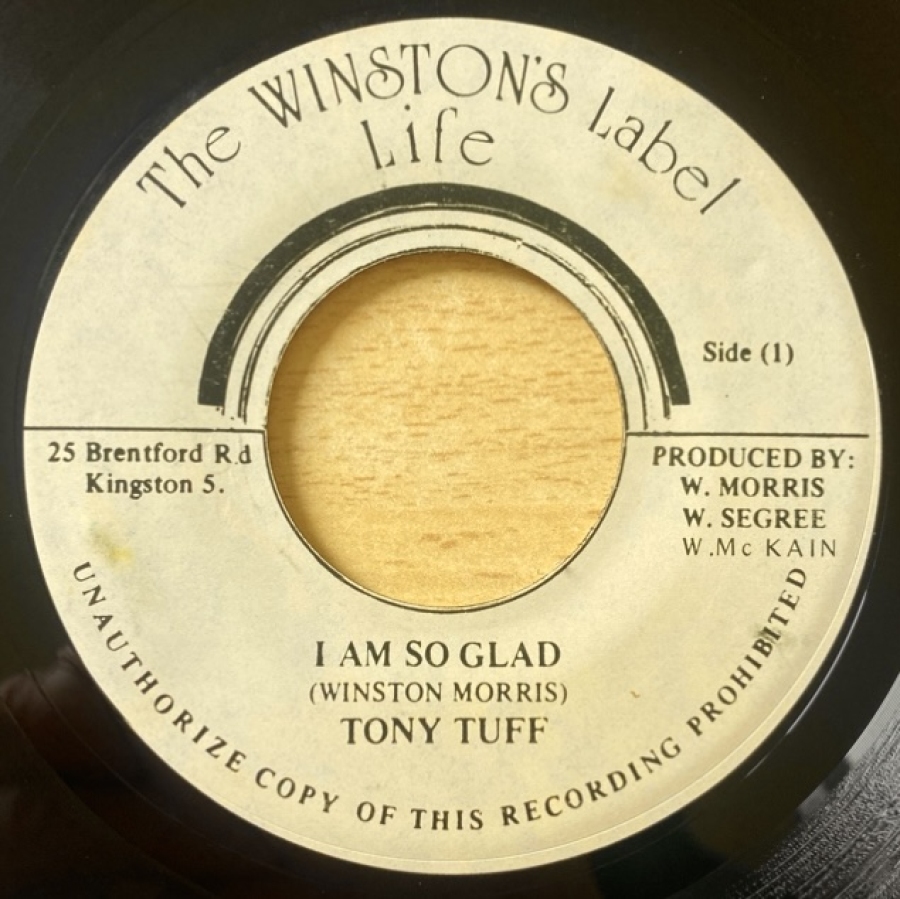 The WINSTON'S Label
Life
Side (1)
25 Brentford Rd
Kingston 5.
PRODUCED BY:
W. MORRIS
W. SEGREE
W.Mc KAIN
I AM SO GLAD
(WINSTON MORRIS)
TONY TUFF
UNAUTHORIZE COPY OF THIS RECORDING PROHIBITED